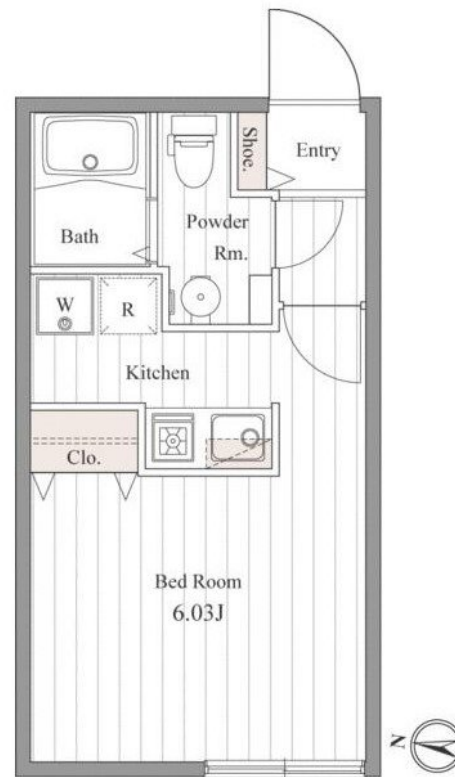 Shoe.
Entry
Bath
Powder
Rm.
W
R
Kitchen
Clo.
Bed Room
6.03J
N